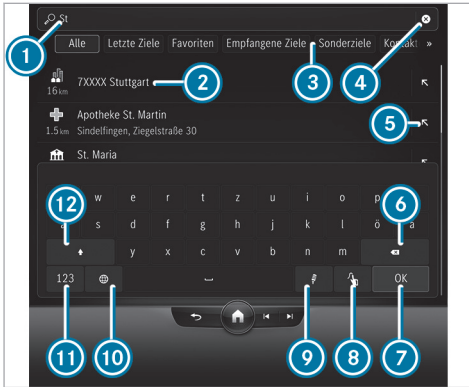 St
1
4
Alle Letzte Ziele Favoriten Empfangene Ziele Sonderziele Kontakt »
3
7XXXX Stuttgart
2
16 km
Apotheke St. Martin
5
1.5 km Sindelfingen, Ziegelstraße 30
St. Maria
w e r t z u i o p
12 6
a s d f g h j k l ö ä
y x c v b n m
123 OK
11 10 9 8 7